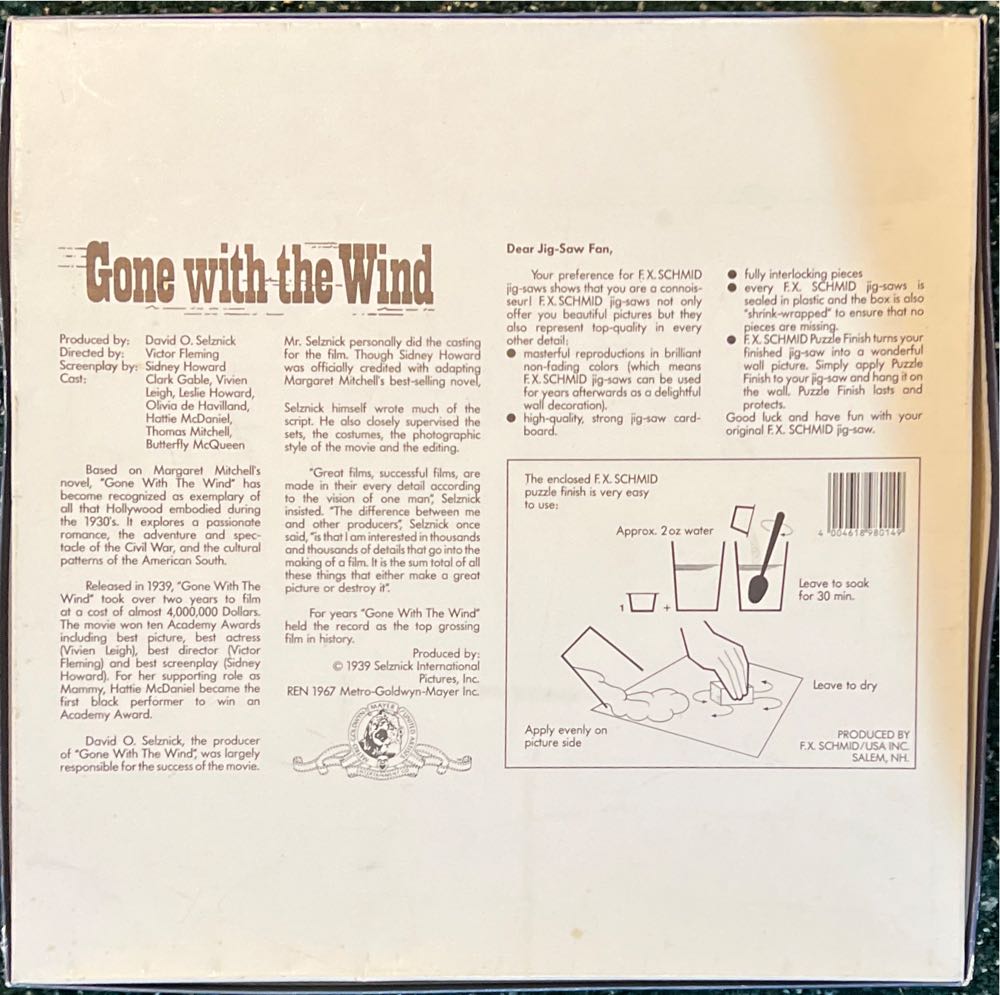 Gone with the Wind
Produced by: David O. Selznick
Directed by: Victor Fleming
Screenplay by: Sidney Howard
Cast: Clark Gable, Vivien
Leigh, Leslie Howard,
Olivia de Havilland,
Hattie McDaniel,
Thomas Mitchell,
Butterfly McQueen
Based on Margaret Mitchell's
novel, "Gone With The Wind" has
become recognized as exemplary of
all that Hollywood embodied during
the 1930's. It explores a passionate
romance, the adventure and spec-
tacle of the Civil War, and the cultural
patterns of the American South.
Released in 1939, "Gone With The
Wind" took over two years to film
at a cost of almost 4,000,000 Dollars.
The movie won ten Academy Awards
including best picture, best actress
(Vivien Leigh), best director (Victor
Fleming) and best screenplay (Sidney
Howard). For her supporting role as
Mammy, Hattie McDaniel became the
first black performer to win an
Academy Award.
David O. Selznick, the producer
of "Gone With The Wind", was largely
responsible for the success of the movie.
Mr. Selznick personally did the casting
for the film. Though Sidney Howard
was officially credited with adapting
Margaret Mitchell's best-selling novel,
Selznick himself wrote much of the
script. He also closely supervised the
sets, the costumes, the photographic
style of the movie and the editing.
"Great films, successful films, are
made in their every detail according
to the vision of one man", Selznick
insisted. "The difference between me
and other producers", Selznick once
said, "is that I am interested in thousands
and thousands of details that go into the
making of a film. It is the sum total of all
these things that either make a great
picture or destroy it".
For years "Gone With The Wind"
held the record as the top grossing
film in history.
Produced by:
© 1939 Selznick International
Pictures, Inc.
REN 1967 Metro-Goldwyn-Mayer Inc.
Dear Jig-Saw Fan,
Your preference for F.X. SCHMID
jig-saws shows that you are a connois-
seur! F.X. SCHMID jig-saws not only
offer you beautiful pictures but they
also represent top-quality in every
other detail:
● masterful reproductions in brilliant
non-fading colors (which means
F.X. SCHMID jig-saws can be used
for years afterwards as a delightful
wall decoration).
● high-quality, strong jig-saw card-
board.
● fully interlocking pieces
● every F.X. SCHMID jig-saws is
sealed in plastic and the box is also
"shrink-wrapped" to ensure that no
pieces are missing.
● F.X. SCHMID Puzzle Finish turns your
finished jig-saw into a wonderful
wall picture. Simply apply Puzzle
Finish to your jig-saw and hang it on
the wall. Puzzle Finish lasts and
protects.
Good luck and have fun with your
original F.X. SCHMID jig-saw.
The enclosed F.X. SCHMID
puzzle finish is very easy
to use:
4 004618 980149
Approx. 2 oz water
1 +
Leave to soak
for 30 min.
Leave to dry
Apply evenly on
picture side
PRODUCED BY
F.X. SCHMID/USA INC.
SALEM, NH.